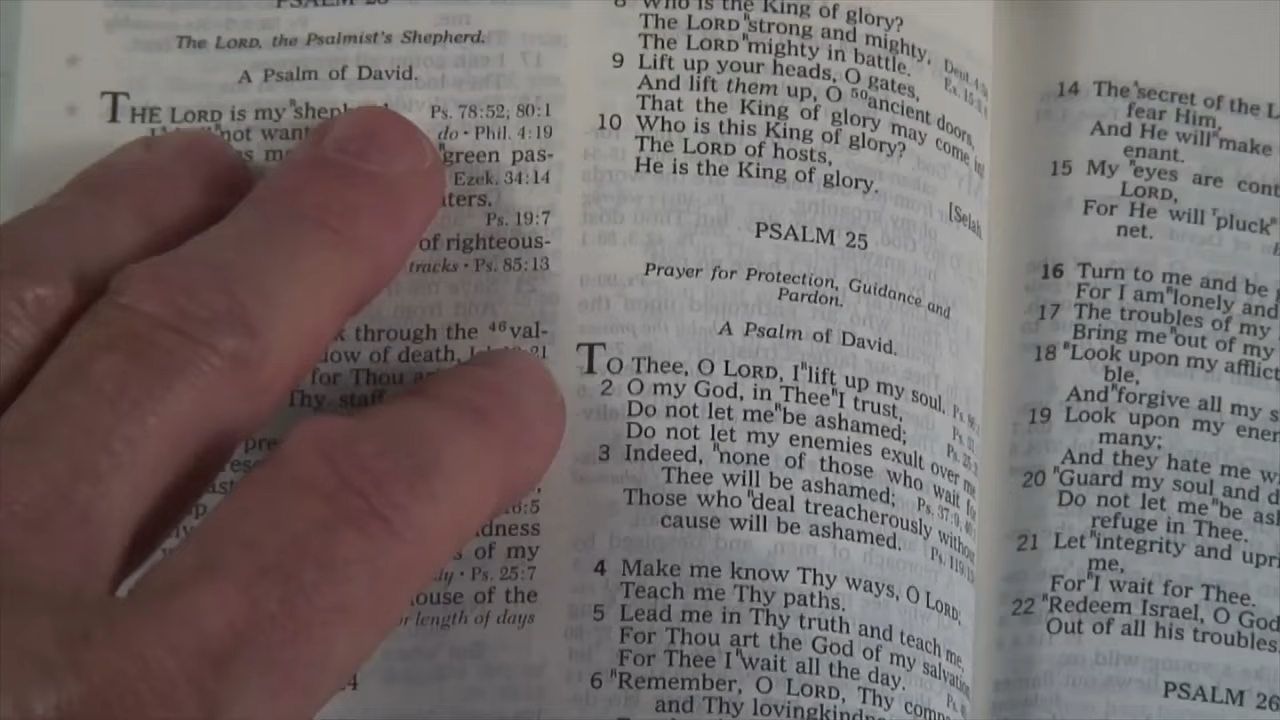 The LORD, the Psalmist's Shepherd.
A Psalm of David.
THE LORD is my shep
Ps. 78:52; 80:1
not want
do • Phil. 4:19
green pas-
Ezek. 34:14
Ps. 19:7
of righteous-
tracks • Ps. 85:13
through the 46val-
of death,
for Thou
Thy staff
of my
Ps. 25:7
of the
or length of days
Who is the King of glory?
The LORD strong and mighty,
The LORD mighty in battle.
9 Lift up your heads, O gates,
And lift them up, O 50ancient doors,
That the King of glory may come in!
10 Who is this King of glory?
The LORD of hosts,
He is the King of glory.
[Selah.
PSALM 25
Prayer for Protection, Guidance and
Pardon.
A Psalm of David.
TO Thee, O LORD, I lift up my soul.
2 O my God, in Thee I trust,
Do not let me be ashamed;
Do not let my enemies exult over me.
3 Indeed, none of those who wait for
Thee will be ashamed;
Those who deal treacherously without
cause will be ashamed.
4 Make me know Thy ways, O LORD;
Teach me Thy paths.
5 Lead me in Thy truth and teach me,
For Thou art the God of my salvation
For Thee I wait all the day.
6 Remember, O LORD, Thy
and Thy
14 The secret of the
fear Him,
And He will make
enant.
15 My eyes are
LORD,
For He will pluck
net.
16 Turn to me and be
For I am lonely and
17 The troubles of my
Bring me out of my
18 Look upon my
ble,
And forgive all my
19 Look upon my
many;
And they hate me
20 Guard my soul and
Do not let me be
refuge in Thee.
21 Let integrity and
me,
For I wait for Thee.
22 Redeem Israel, O God
Out of all his troubles.
PSALM 26